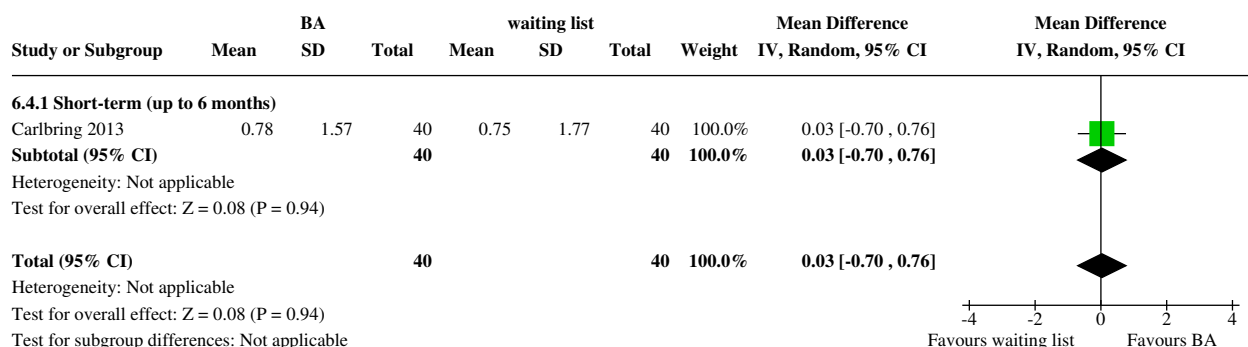 BA waiting list Mean Difference Mean Difference
Study or Subgroup Mean SD Total Mean SD Total Weight IV, Random, 95% CI IV, Random, 95% CI
6.4.1 Short-term (up to 6 months)
Carlbring 2013 0.78 1.57 40 0.75 1.77 40 100.0% 0.03 [-0.70 , 0.76]
Subtotal (95% CI) 40 40 100.0% 0.03 [-0.70 , 0.76]
Heterogeneity: Not applicable
Test for overall effect: Z = 0.08 (P = 0.94)
Total (95% CI) 40 40 100.0% 0.03 [-0.70 , 0.76]
Heterogeneity: Not applicable
Test for overall effect: Z = 0.08 (P = 0.94) -4 -2 0 2 4
Test for subgroup differences: Not applicable Favours waiting list Favours BA